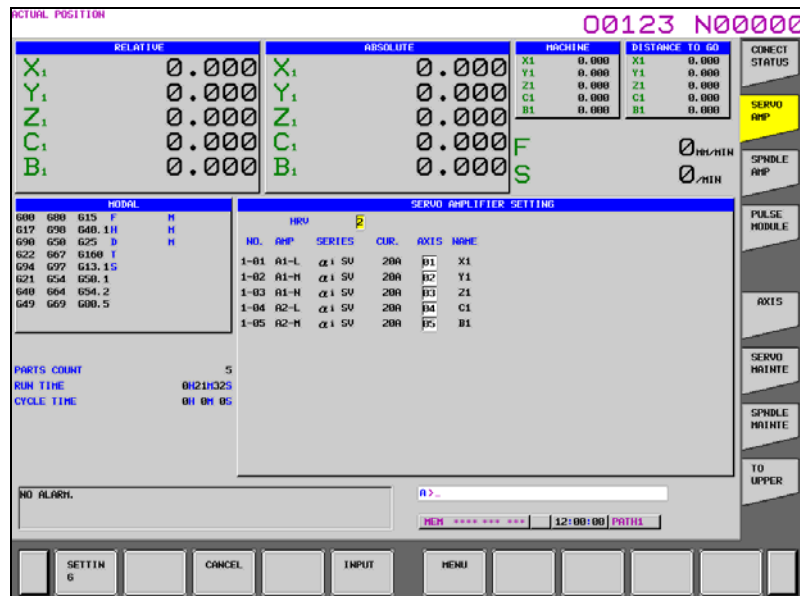 ACTUAL POSITION
O0123 N00000
RELATIVE
X1 0.000
Y1 0.000
Z1 0.000
C1 0.000
B1 0.000
ABSOLUTE
X1 0.000
Y1 0.000
Z1 0.000
C1 0.000
B1 0.000
MACHINE
X1 0.000
Y1 0.000
Z1 0.000
C1 0.000
B1 0.000
DISTANCE TO GO
X1 0.000
Y1 0.000
Z1 0.000
C1 0.000
B1 0.000
F 0 MM/MIN
S 0 /MIN
MODAL
G00 G80 G15 F M
G17 G98 G40.1 H M
G90 G50 G25 D M
G22 G67 G160 T
G94 G97 G13.1 S
G21 G54 G50.1
G40 G64 G54.2
G49 G69 G80.5
PARTS COUNT 5
RUN TIME 0H21M32S
CYCLE TIME 0H 0M 0S
SERVO AMPLIFIER SETTING
HRV 2
NO. AMP SERIES CUR. AXIS NAME
1-01 A1-L αi SV 20A 01 X1
1-02 A1-M αi SV 20A 02 Y1
1-03 A1-N αi SV 20A 03 Z1
1-04 A2-L αi SV 20A 04 C1
1-05 A2-M αi SV 20A 05 B1
NO ALARM.
A>_
MEM **** *** *** 12:00:00 PATH1
CONECT
STATUS
SERVO
AMP
SPNDLE
AMP
PULSE
MODULE
AXIS
SERVO
MAINTE
SPNDLE
MAINTE
TO
UPPER
SETTIN
G
CANCEL
INPUT
MENU